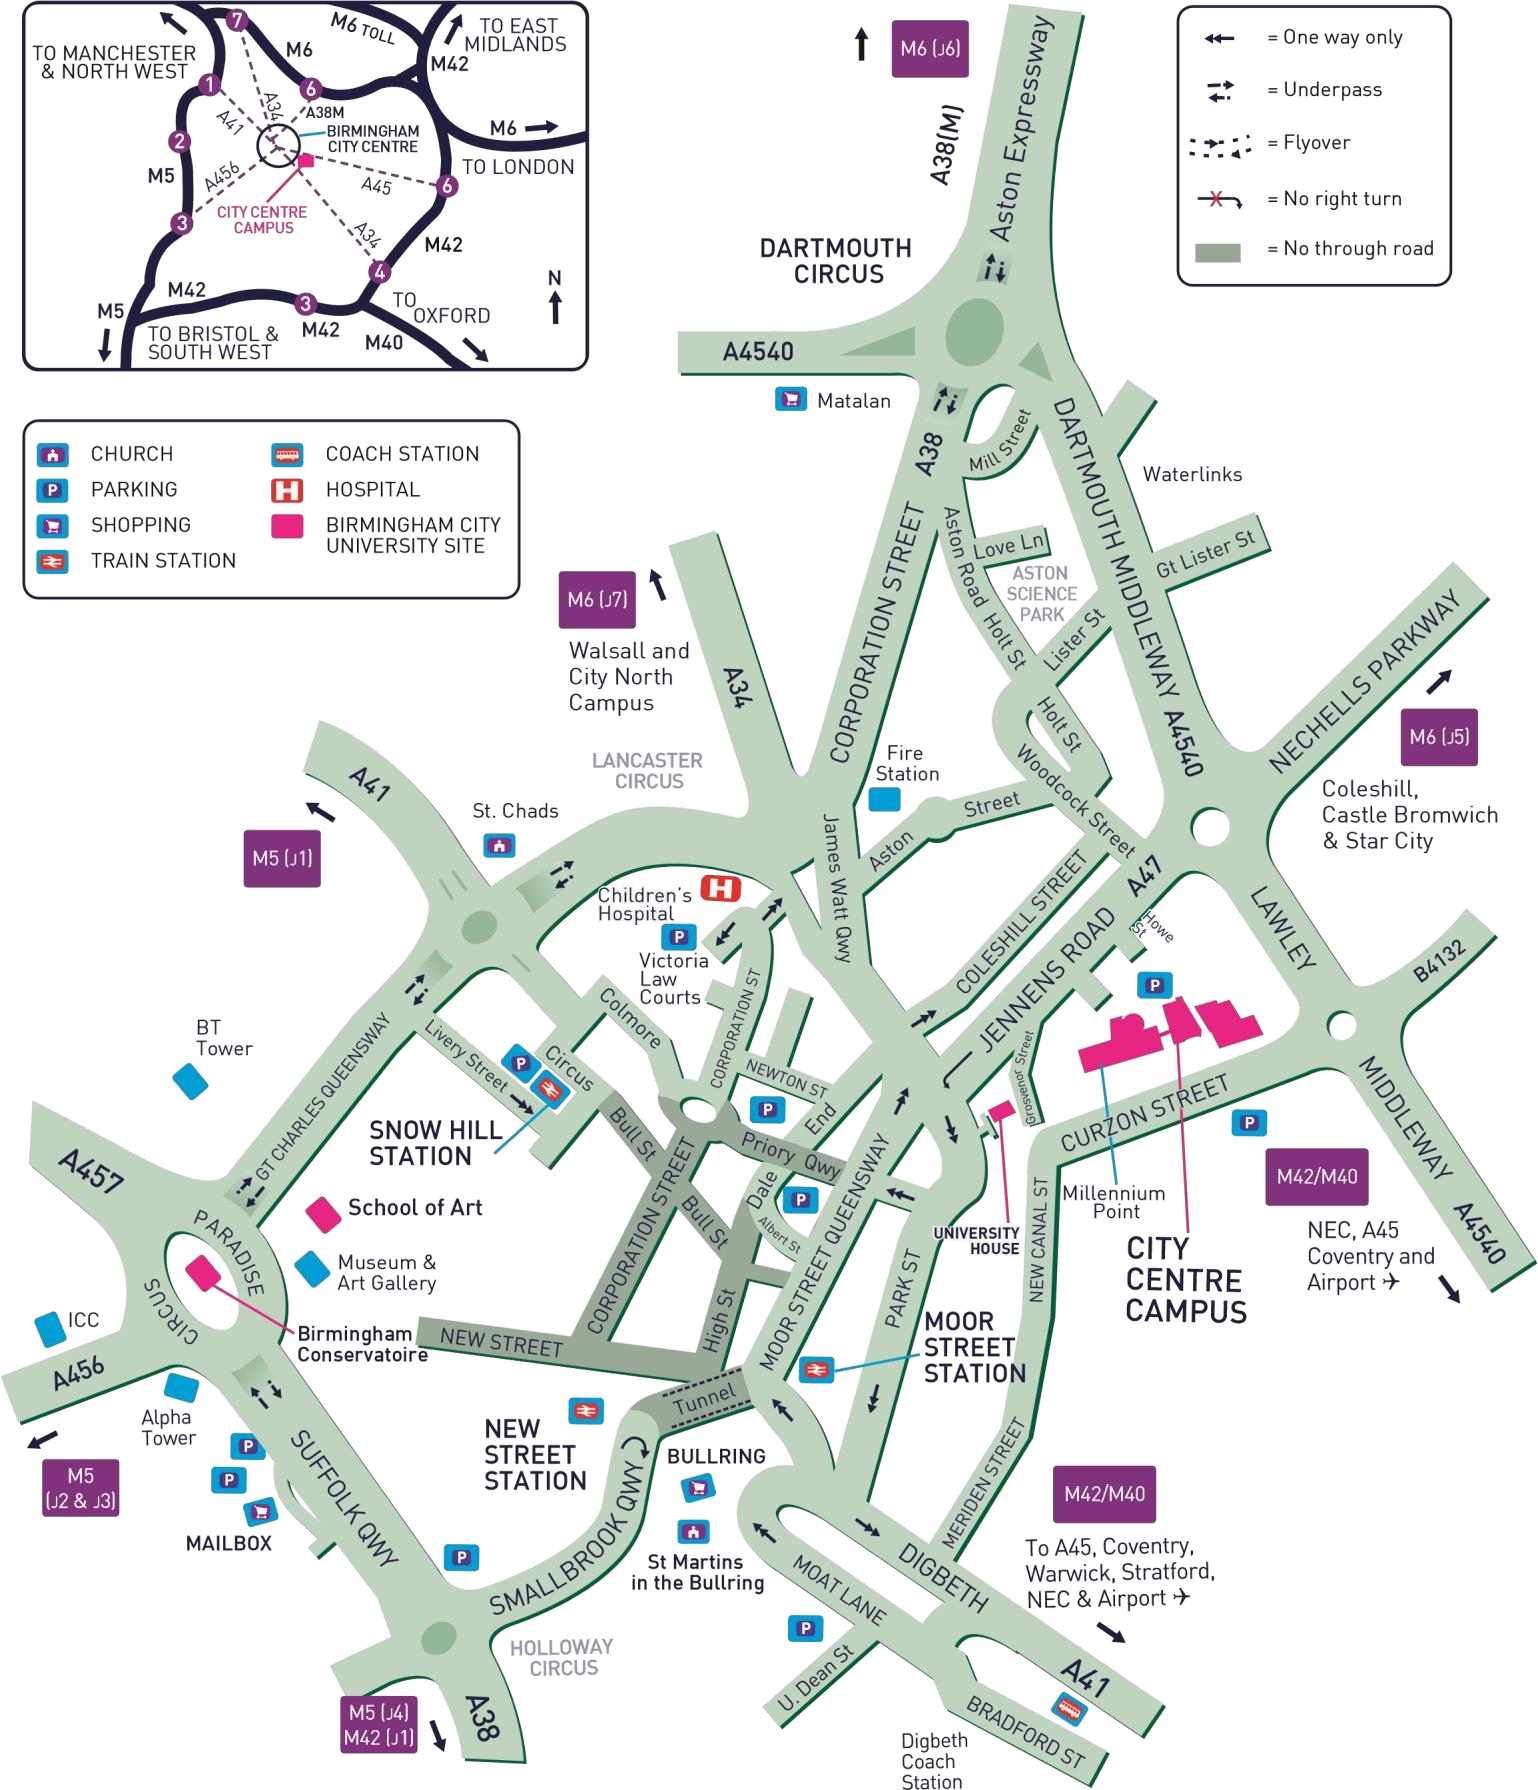 TO MANCHESTER
& NORTH WEST
7
M6
M6 TOLL
TO EAST
MIDLANDS
M42
1
6
A34
A38M
A41
BIRMINGHAM
CITY CENTRE
M6
2
M5
A456
A45
6
TO LONDON
3
CITY CENTRE
CAMPUS
A34
M42
4
M42
M5
3
M42
TO
OXFORD
M40
TO BRISTOL &
SOUTH WEST
N
CHURCH
PARKING
SHOPPING
TRAIN STATION
COACH STATION
H
HOSPITAL
BIRMINGHAM CITY
UNIVERSITY SITE
P
= One way only
= Underpass
= Flyover
X
= No right turn
= No through road
M6 (J6)
A38(M)
Aston Expressway
DARTMOUTH
CIRCUS
A4540
Matalan
A38
Mill Street
DARTMOUTH MIDDLEWAY A4540
Waterlinks
CORPORATION STREET
Aston Road
Love Ln
ASTON
SCIENCE
PARK
Gt Lister St
Holt St
Lister St
Holt St
M6 (J7)
Walsall and
City North
Campus
A34
NECHELLS PARKWAY
M6 (J5)
Coleshill,
Castle Bromwich
& Star City
LANCASTER
CIRCUS
Fire
Station
Woodcock Street
Aston Street
James Watt Qwy
A41
M5 (J1)
St. Chads
Children's
Hospital
H
P
Victoria
Law
Courts
COLESHILL STREET
A47
JENNENS ROAD
Howe
St
LAWLEY
B4132
P
BT
Tower
GT CHARLES QUEENSWAY
Livery Street
P
Colmore
Circus
CORPORATION ST
NEWTON ST
P
Grosvenor Street
CURZON STREET
P
MIDDLEWAY
A4540
SNOW HILL
STATION
Bull St
Priory Qwy
Dale
End
P
Albert St
Bull St
CORPORATION STREET
High St
MOOR STREET QUEENSWAY
PARK ST
UNIVERSITY
HOUSE
NEW CANAL ST
Millennium
Point
CITY
CENTRE
CAMPUS
M42/M40
NEC, A45
Coventry and
Airport
A457
School of Art
Museum &
Art Gallery
PARADISE
CIRCUS
ICC
Birmingham
Conservatoire
NEW STREET
MOOR
STREET
STATION
A456
Alpha
Tower
M5
(J2 & J3)
P
P
MAILBOX
SUFFOLK QWY
Tunnel
NEW
STREET
STATION
BULLRING
St Martins
in the Bullring
P
SMALLBROOK QWY
MERIDEN STREET
M42/M40
To A45, Coventry,
Warwick, Stratford,
NEC & Airport
DIGBETH
MOAT LANE
P
HOLLOWAY
CIRCUS
U. Dean St
A41
BRADFORD ST
M5 (J4)
M42 (J1)
A38
Digbeth
Coach
Station